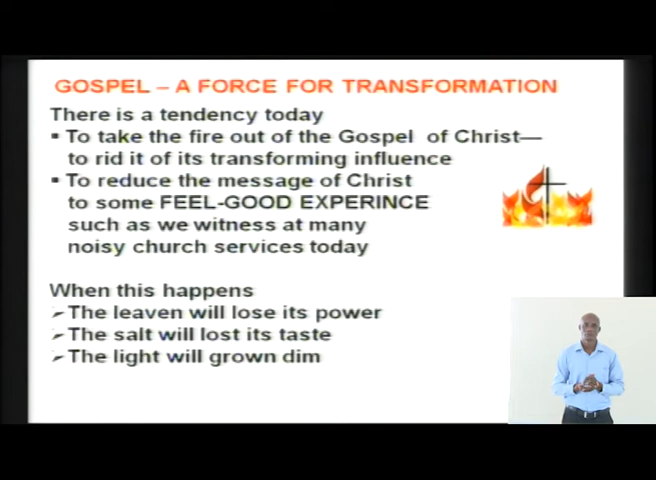 GOSPEL – A FORCE FOR TRANSFORMATION
There is a tendency today
▪ To take the fire out of the Gospel of Christ—
to rid it of its transforming influence
▪ To reduce the message of Christ
to some FEEL-GOOD EXPERINCE
such as we witness at many
noisy church services today
When this happens
➢ The leaven will lose its power
➢ The salt will lost its taste
➢ The light will grown dim